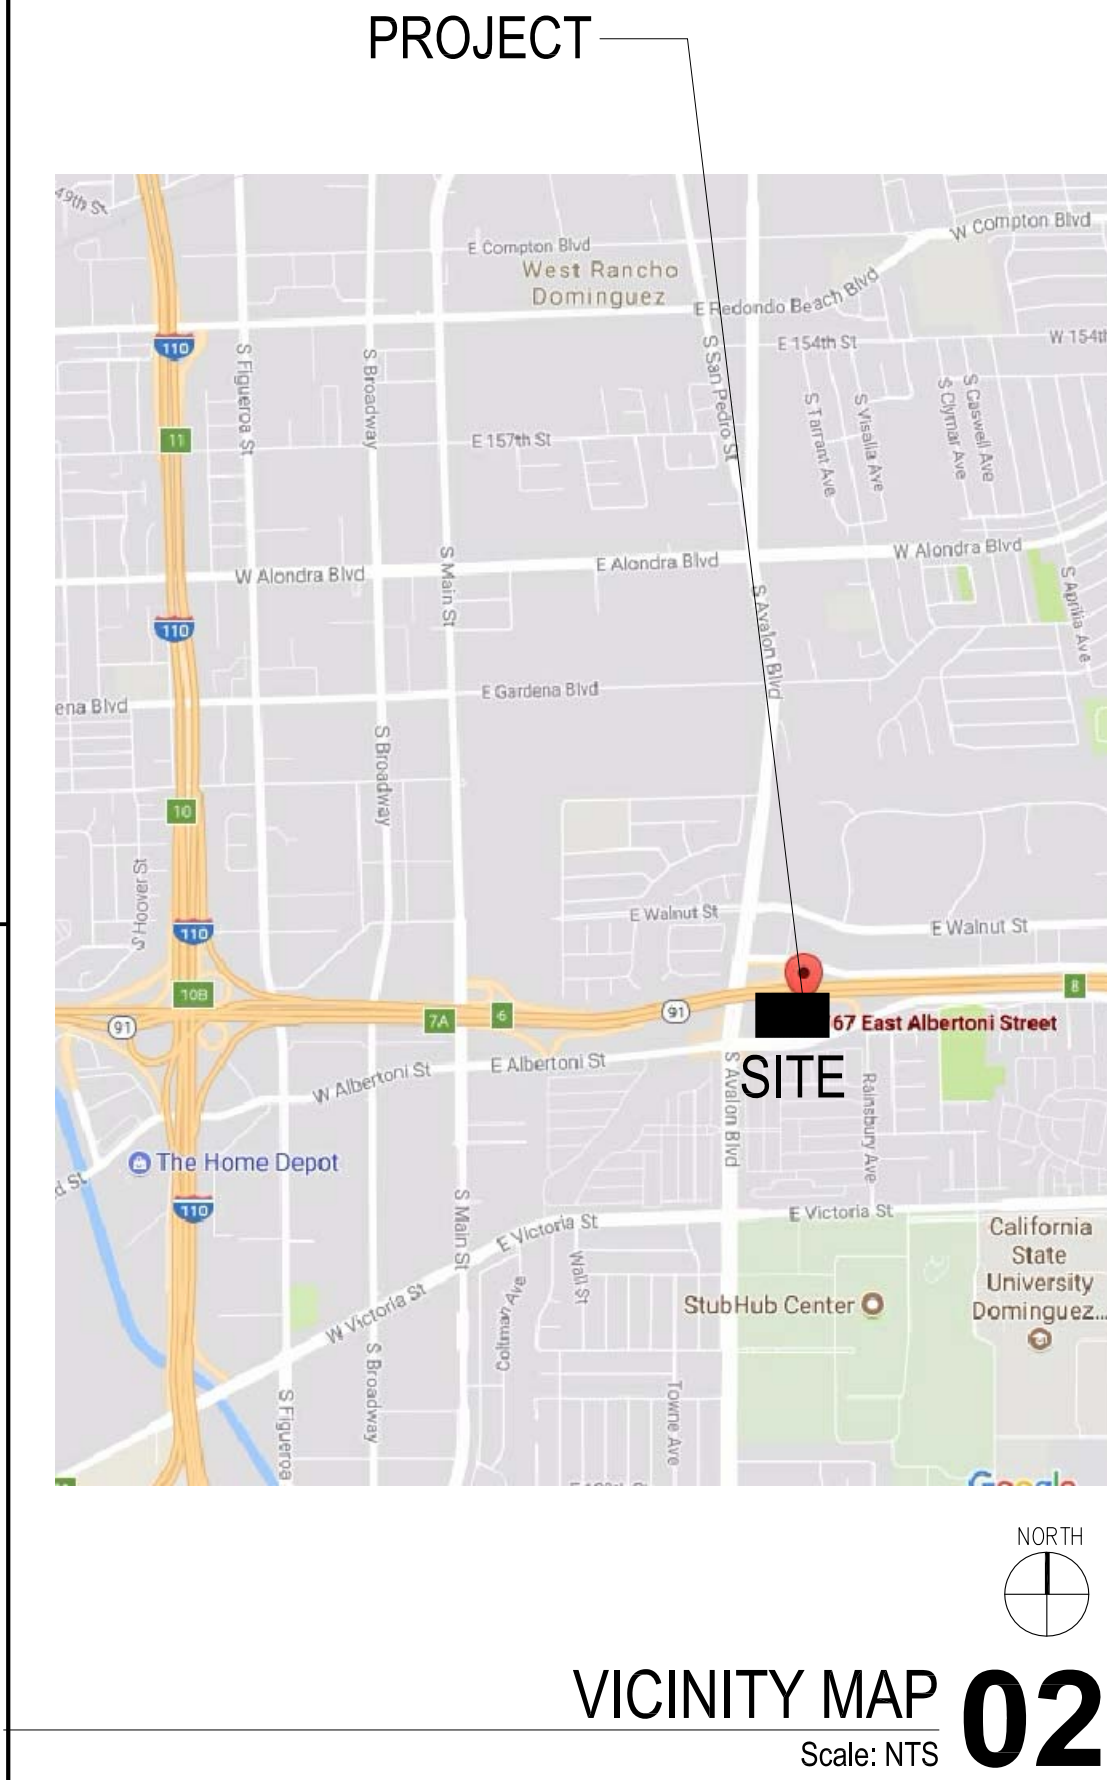 PROJECT
49th St
W Compton Blvd
E Compton Blvd
West Rancho
Dominguez
E Redondo Beach Blvd
110
S Figueroa St
S Broadway
S San Pedro St
E 154th St
W 154th
11
E 157th St
S Tarrant Ave
S Visalia Ave
S Clymar Ave
S Caswell Ave
W Alondra Blvd
S Main St
E Alondra Blvd
W Alondra Blvd
S Avalon Blvd
S Aprilia Ave
110
ena Blvd
E Gardena Blvd
S Broadway
10
S Hoover St
E Walnut St
E Walnut St
110
10B
91
7A
6
91
8
67 East Albertoni Street
SITE
W Albertoni St
E Albertoni St
S Avalon Blvd
Rainsbury Ave
The Home Depot
d St
110
S Main St
E Victoria St
E Victoria St
Wall St
California
State
University
Dominguez...
StubHub Center
W Victoria St
Coltman Ave
S Broadway
S Figueroa
Towne Ave
Google
NORTH
VICINITY MAP
02
Scale: NTS